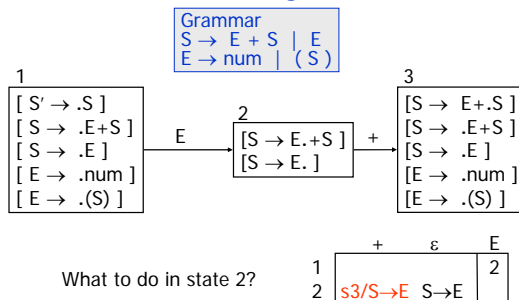 Grammar
S → E + S | E
E → num | ( S )
1
[ S' → .S ]
[ S → .E+S ]
[ S → .E ]
[ E → .num ]
[ E → .(S) ]
E
2
[S → E.+S ]
[S → E. ]
+
3
[S → E+.S ]
[S → .E+S ]
[S → .E ]
[E → .num ]
[E → .(S) ]
What to do in state 2?
+ ε E
1 2
2 s3/S→E S→E